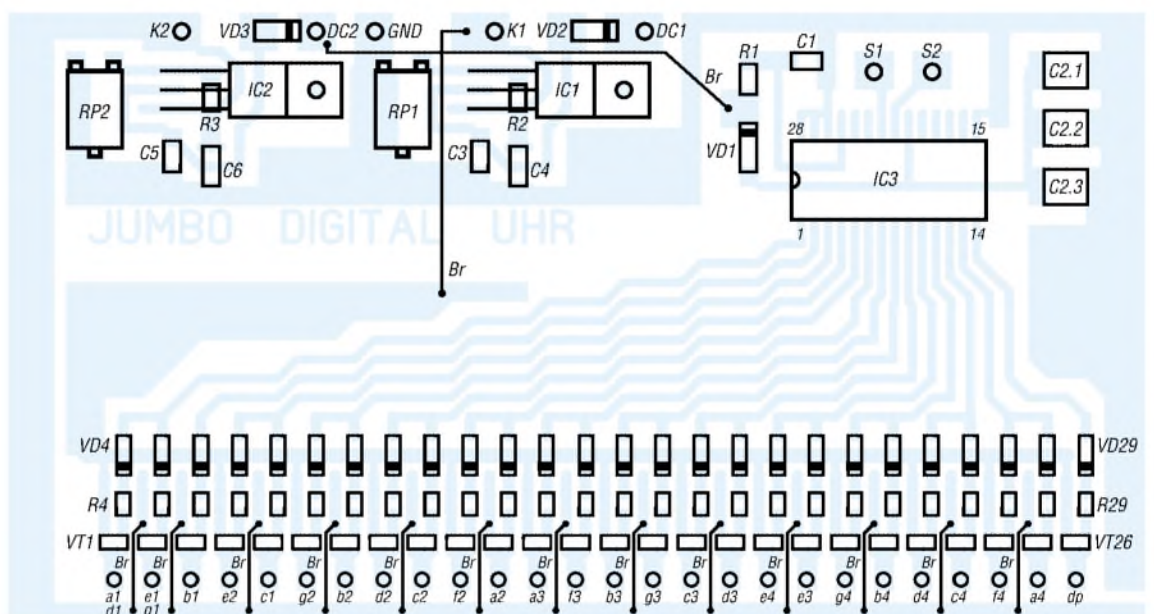 K2 VD3 DC2 GND K1 VD2 DC1
R1 C1 S1 S2
Br C2.1
RP2 R3 IC2 RP1 R2 IC1
28 15 C2.2
C5 C6 C3 C4 VD1 IC3 C2.3
JUMBO DIGITAL UHR
1 14
Br
VD4 VD29
R4 R29
VT1 VT26
Br Br Br Br Br Br Br Br Br Br Br
a1 e1 b1 e2 c1 g2 b2 d2 c2 f2 a2 a3 f3 b3 g3 c3 d3 e4 e3 g4 b4 d4 c4 f4 a4 dp
d1 g1